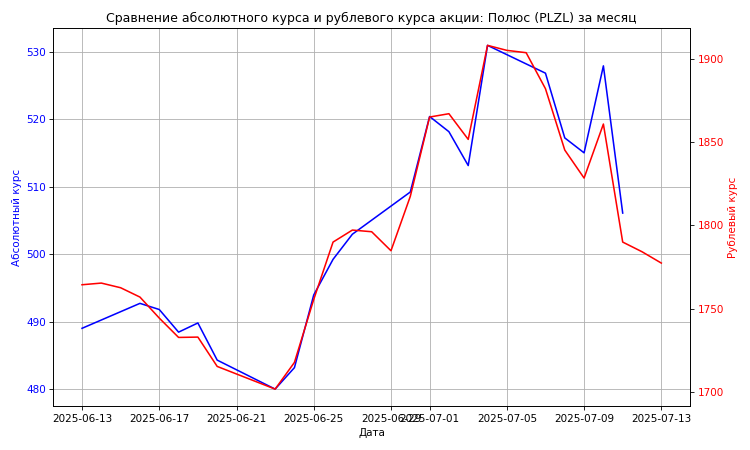 Сравнение абсолютного курса и рублевого курса акции: Полюс (PLZL) за месяц
530
520
510
500
490
480
Абсолютный курс
1900
1850
1800
1750
1700
Рублевый курс
2025-06-13 2025-06-17 2025-06-21 2025-06-25 2025-06-29 2025-07-01 2025-07-05 2025-07-09 2025-07-13
Дата